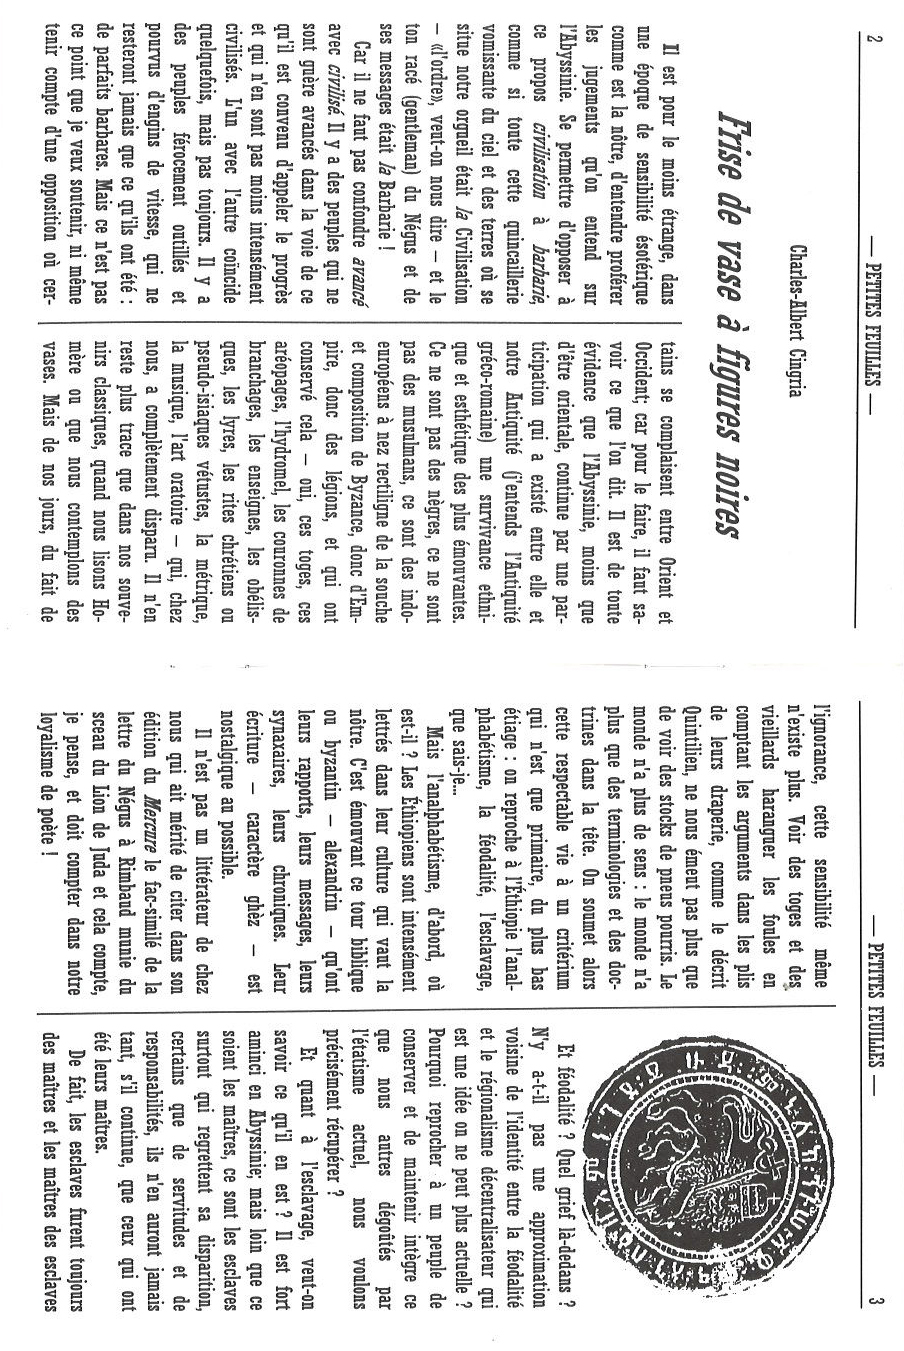 2
— PETITES FEUILLES —
Charles-Albert Cingria
Frise de vase à figures noires
Il est pour le moins étrange, dans
une époque de sensibilité ésotérique
comme est la nôtre, d'entendre proférer
les jugements qu'on entend sur
l'Abyssinie. Se permettre d'opposer à
ce propos civilisation à barbarie,
comme si toute cette quincaillerie
vomissante du ciel et des terres où se
situe notre orgueil était la Civilisation
– «l'ordre», veut-on nous dire – et le
ton racé (gentleman) du Négus et de
ses messages était la Barbarie !
Car il ne faut pas confondre avancé
avec civilisé. Il y a des peuples qui ne
sont guère avancés dans la voie de ce
qu'il est convenu d'appeler le progrès
et qui n'en sont pas moins intensément
civilisés. L'un avec l'autre coïncide
quelquefois, mais pas toujours. Il y a
des peuples férocement outillés et
pourvus d'engins de vitesse, qui ne
resteront jamais que ce qu'ils ont été :
de parfaits barbares. Mais ce n'est pas
ce point que je veux soutenir, ni même
tenir compte d'une opposition où cer-
tains se complaisent entre Orient et
Occident; car pour le faire, il faut sa-
voir ce que l'on dit. Il est de toute
évidence que l'Abyssinie, moins que
d'être orientale, continue par une par-
ticipation qui a existé entre elle et
notre Antiquité (j'entends l'Antiquité
gréco-romaine) une survivance ethni-
que et esthétique des plus émouvantes.
Ce ne sont pas des nègres, ce ne sont
pas des musulmans, ce sont des indo-
européens à nez rectiligne de la souche
et composition de Byzance, donc d'Em-
pire, donc des légions, et qui ont
conservé cela – oui, ces toges, ces
aréopages, l'hydromel, les couronnes de
branchages, les enseignes, les obélis-
ques, les lyres, les rites chrétiens ou
pseudo-isiaques vétustes, la métrique,
la musique, l'art oratoire – qui, chez
nous, a complètement disparu. Il n'en
reste plus trace que dans nos souve-
nirs classiques, quand nous lisons Ho-
mère ou que nous contemplons des
vases. Mais de nos jours, du fait de
— PETITES FEUILLES —
3
l'ignorance, cette sensibilité même
n'existe plus. Voir des toges et des
vieillards haranguer les foules en
comptant les arguments dans les plis
de leurs draperie, comme le décrit
Quintilien, ne nous émeut pas plus que
de voir des stocks de pneus pourris. Le
monde n'a plus de sens : le monde n'a
plus que des terminologies et des doc-
trines dans la tête. On soumet alors
cette respectable vie à un critérium
qui n'est que primaire, du plus bas
étiage : on reproche à l'Éthiopie l'anal-
phabétisme, la féodalité, l'esclavage,
que sais-je...
Mais l'analphabétisme, d'abord, où
est-il ? Les Éthiopiens sont intensément
lettrés dans leur culture qui vaut la
nôtre. C'est émouvant ce tour biblique
ou byzantin – alexandrin – qu'ont
leurs rapports, leurs messages, leurs
synaxaires, leurs chroniques. Leur
écriture – caractère ghèz – est
nostalgique au possible.
Il n'est pas un littérateur de chez
nous qui ait mérité de citer dans son
édition du Mercure le fac-similé de la
lettre du Négus à Rimbaud munie du
sceau du Lion de Juda et cela compte,
je pense, et doit compter dans notre
loyalisme de poète !
Et féodalité ? Quel grief là-dedans ?
N'y a-t-il pas une approximation
voisine de l'identité entre la féodalité
et le régionalisme décentralisateur qui
est une idée on ne peut plus actuelle ?
Pourquoi reprocher à un peuple de
conserver et de maintenir intègre ce
que nous autres dégoûtés par
l'étatisme actuel, nous voulons
précisément récupérer ?
Et quant à l'esclavage, veut-on
savoir ce qu'il en est ? Il est fort
aminci en Abyssinie; mais loin que ce
soient les maîtres, ce sont les esclaves
surtout qui regrettent sa disparition,
certains que de servitudes et de
responsabilités, ils n'en auront jamais
tant, s'il continue, que ceux qui ont
été leurs maîtres.
De fait, les esclaves furent toujours
des maîtres et les maîtres des esclaves